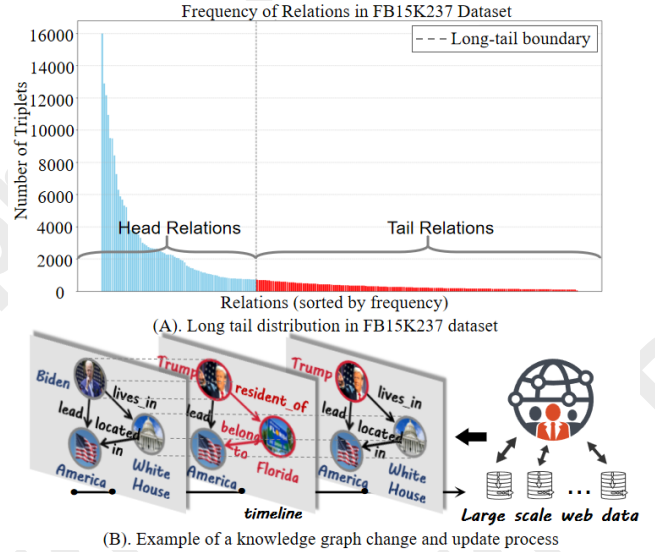 Frequency of Relations in FB15K237 Dataset
Long-tail boundary
Number of Triplets
16000
14000
12000
10000
8000
6000
4000
2000
0
Head Relations
Tail Relations
Relations (sorted by frequency)
(A). Long tail distribution in FB15K237 dataset
Biden
lives_in
lead
located
in
America
White
House
Trump
resident_of
lead
belong
to
America
Florida
Trump
lives_in
lead
located
in
America
White
House
timeline
Large scale web data
...
(B). Example of a knowledge graph change and update process